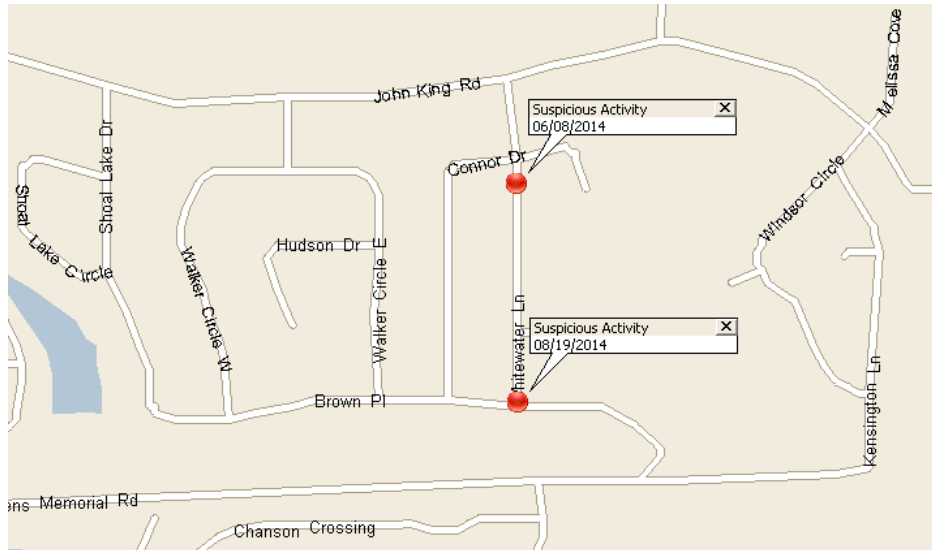 Melissa Cove
John King Rd
Suspicious Activity
06/08/2014
Shoal Lake Dr
Connor Dr
Shoal Lake Circle
Windsor Circle
Hudson Dr
Walker Circle E
Walker Circle W
hitewater Ln
Suspicious Activity
08/19/2014
Brown Pl
Kensington Ln
ens Memorial Rd
Chanson Crossing